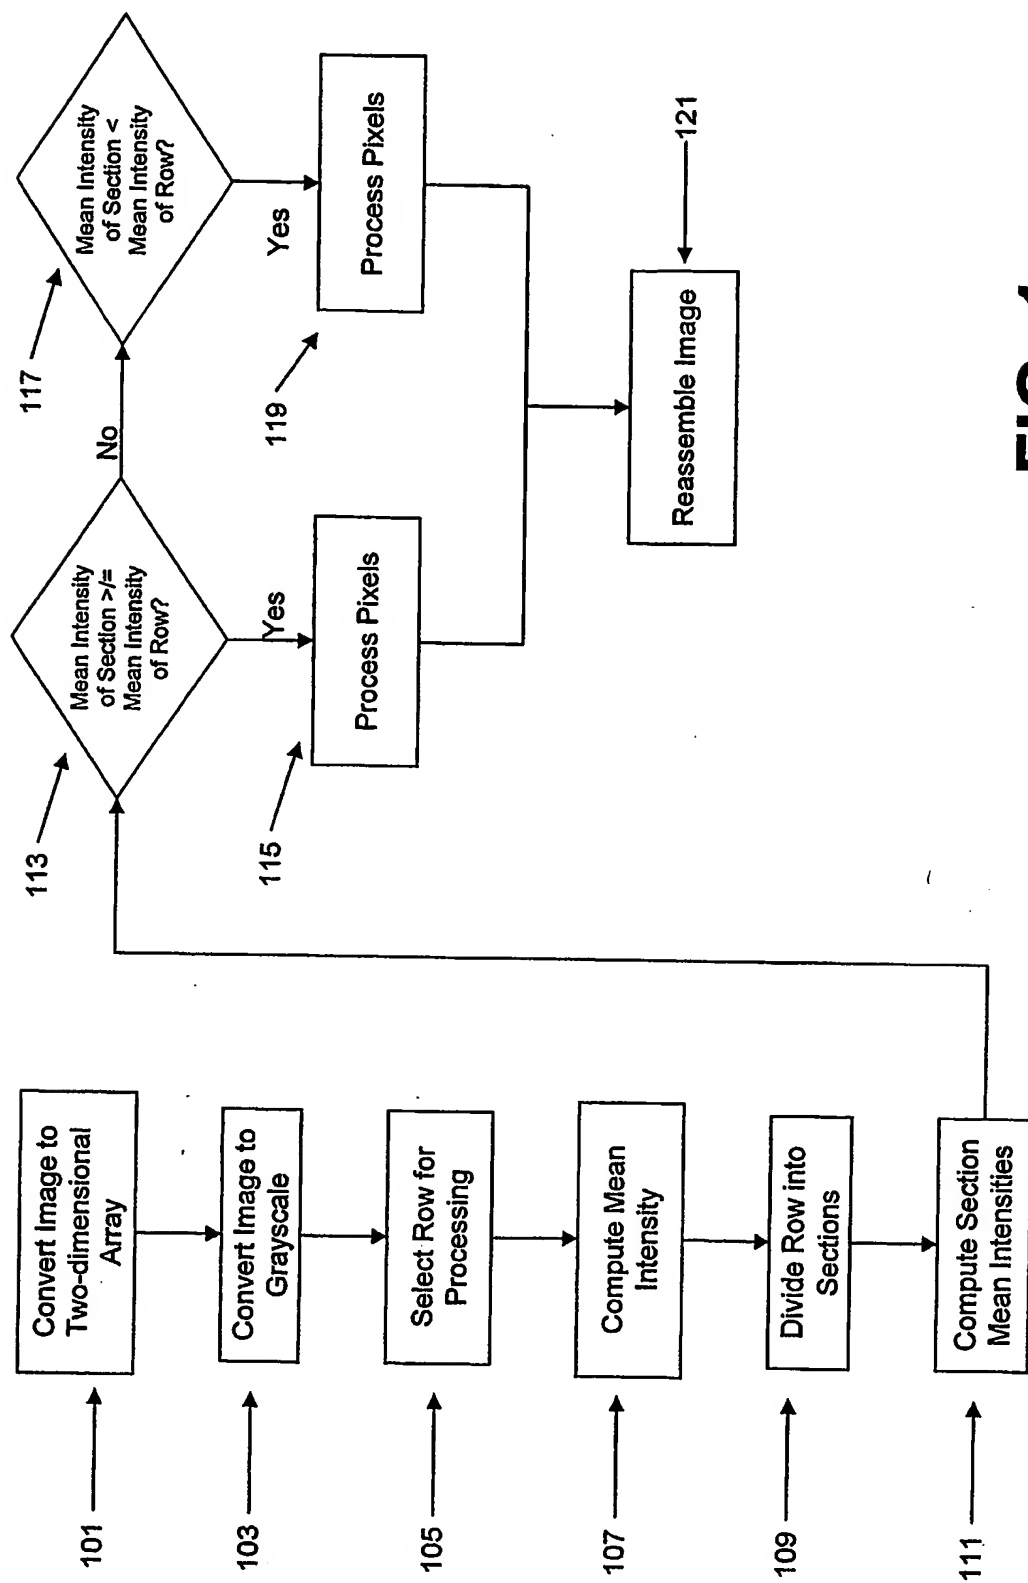 101
Convert Image to
Two-dimensional
Array
103
Convert Image to
Grayscale
105
Select Row for
Processing
107
Compute Mean
Intensity
109
Divide Row into
Sections
111
Compute Section
Mean Intensities
113
Mean Intensity
of Section >/=
Mean Intensity
of Row?
No
Yes
115
Process Pixels
117
Mean Intensity
of Section <
Mean Intensity
of Row?
Yes
119
Process Pixels
Reassemble Image
121